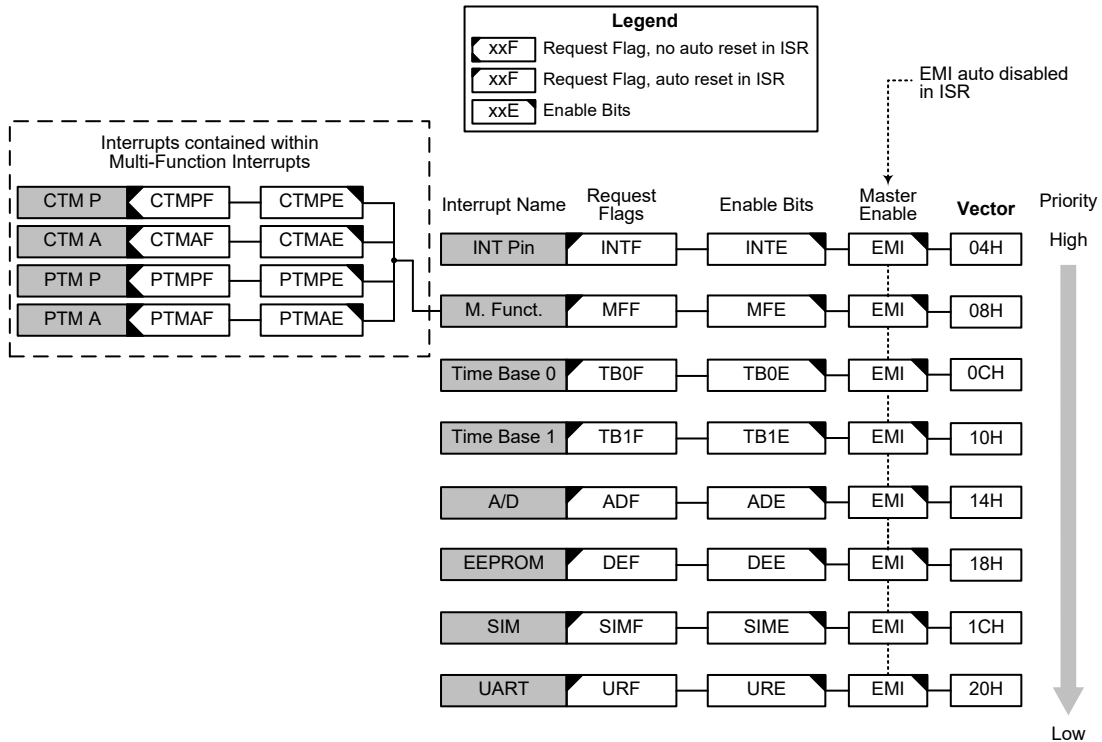 Legend
xxF Request Flag, no auto reset in ISR
xxF Request Flag, auto reset in ISR
xxE Enable Bits
EMI auto disabled
in ISR
Interrupts contained within
Multi-Function Interrupts
CTM P CTMPF CTMPE
CTM A CTMAF CTMAE
PTM P PTMPF PTMPE
PTM A PTMAF PTMAE
Interrupt Name Request Flags Enable Bits Master Enable Vector Priority
High
INT Pin INTF INTE EMI 04H
M. Funct. MFF MFE EMI 08H
Time Base 0 TB0F TB0E EMI 0CH
Time Base 1 TB1F TB1E EMI 10H
A/D ADF ADE EMI 14H
EEPROM DEF DEE EMI 18H
SIM SIMF SIME EMI 1CH
UART URF URE EMI 20H
Low